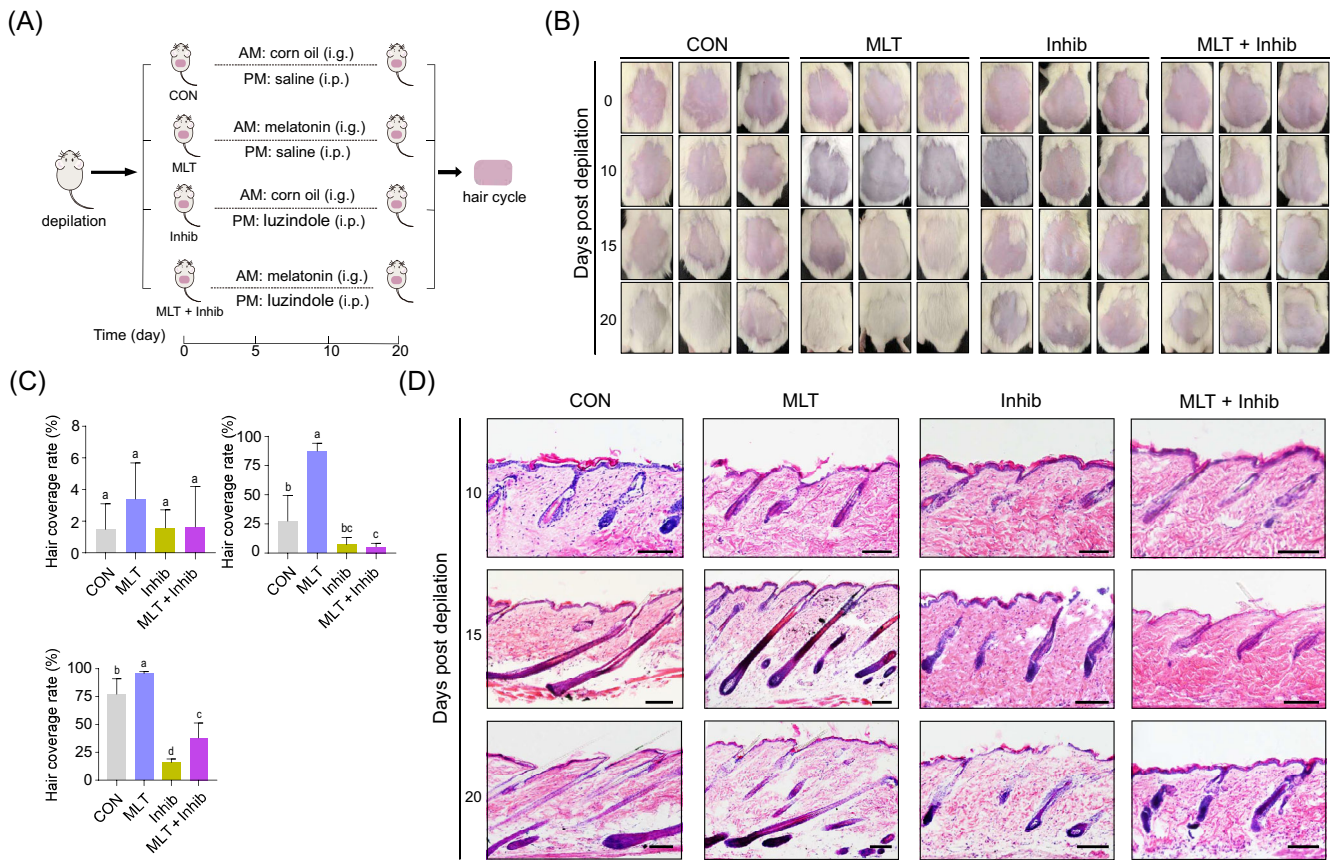 (A)
AM: corn oil (i.g.)
PM: saline (i.p.)
CON
AM: melatonin (i.g.)
PM: saline (i.p.)
MLT
depilation
AM: corn oil (i.g.)
PM: luzindole (i.p.)
Inhib
AM: melatonin (i.g.)
PM: luzindole (i.p.)
MLT + Inhib
hair cycle
Time (day)
0 5 10 20
(B)
CON MLT Inhib MLT + Inhib
Days post depilation
0
10
15
20
(C)
Hair coverage rate (%)
8
6
4
2
0
a a a a
CON MLT Inhib MLT + Inhib
Hair coverage rate (%)
100
75
50
25
0
b a bc c
CON MLT Inhib MLT + Inhib
Hair coverage rate (%)
100
75
50
25
0
b a d c
CON MLT Inhib MLT + Inhib
(D)
CON MLT Inhib MLT + Inhib
Days post depilation
10
15
20